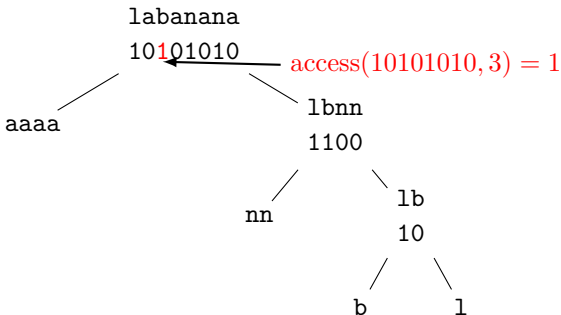 labanana
10101010
access(10101010, 3) = 1
aaaa
lbnn
1100
nn
lb
10
b
l